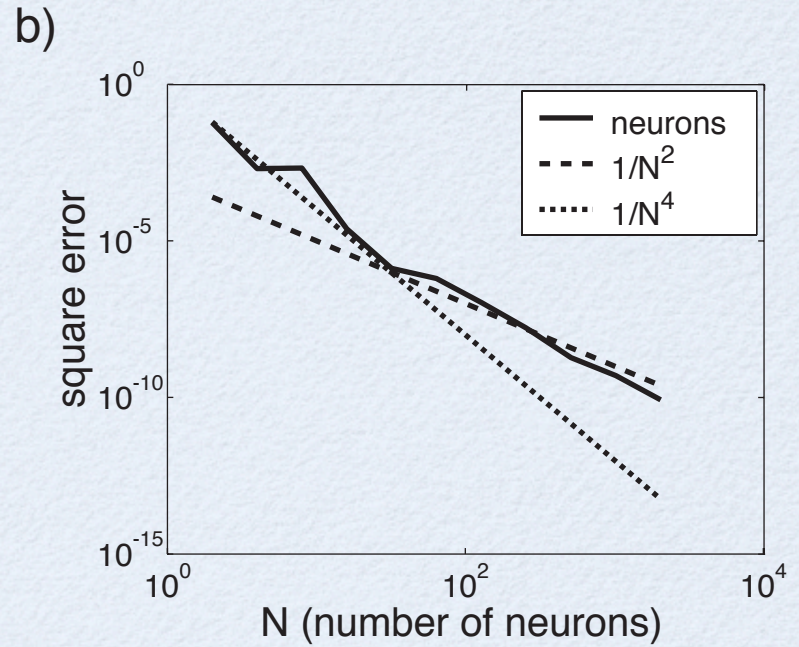 b)
10^0
10^-5
10^-10
10^-15
square error
neurons
1/N^2
1/N^4
10^0 10^2 10^4
N (number of neurons)